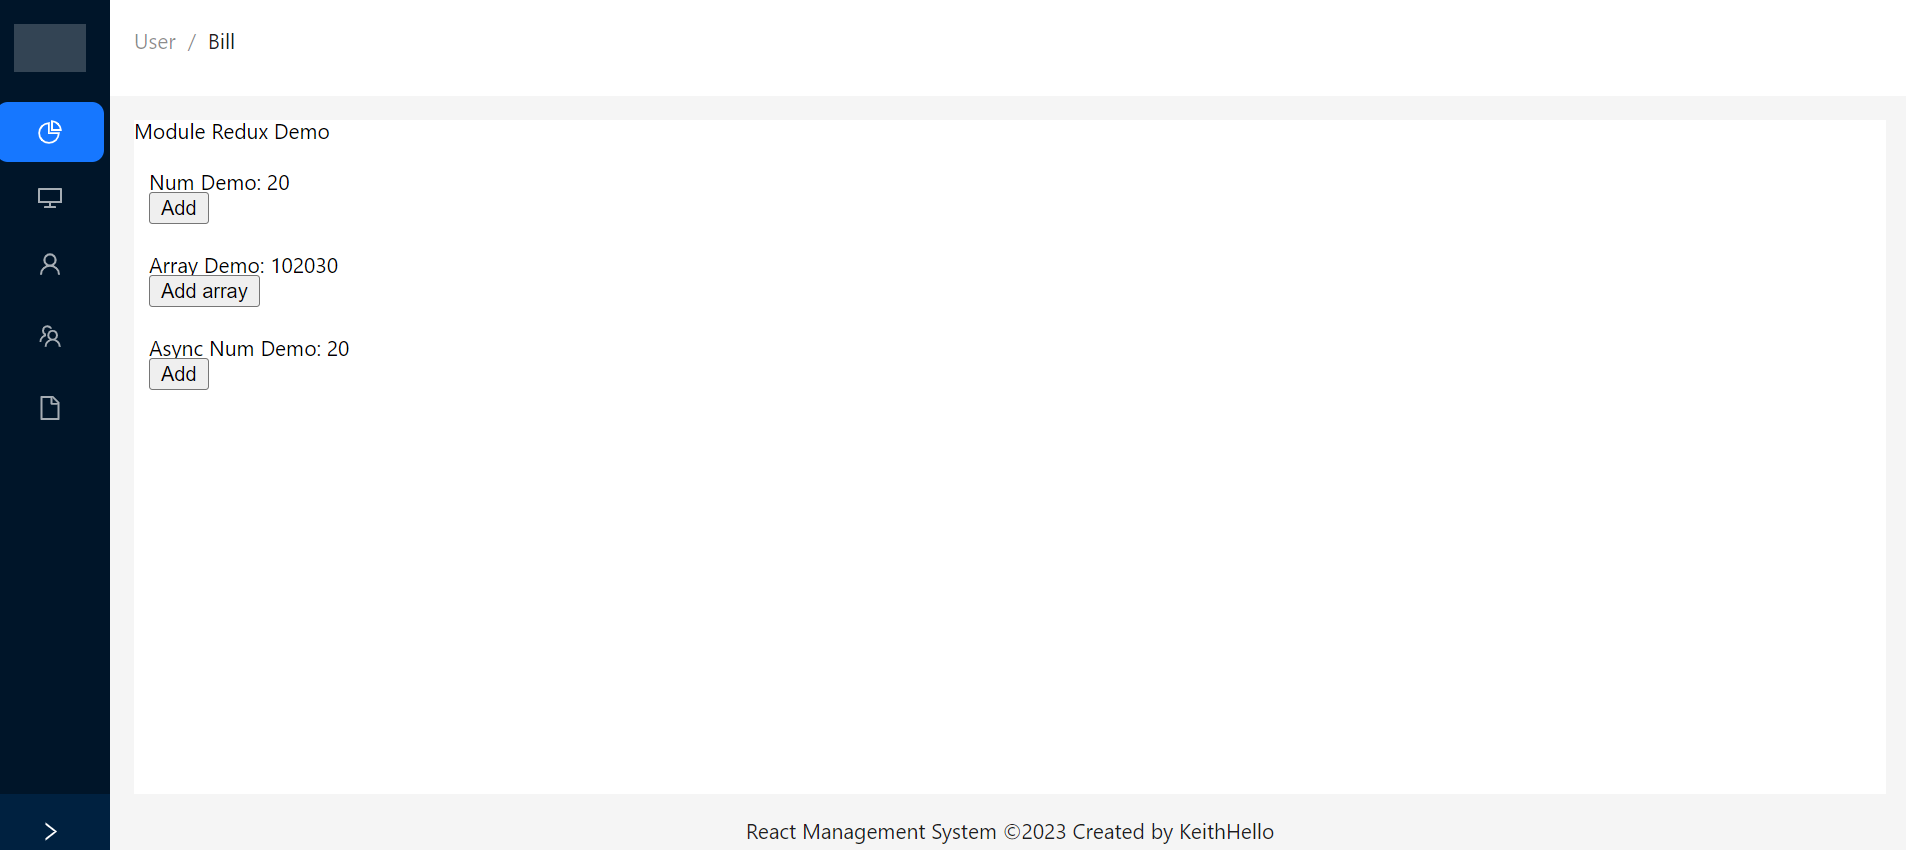 User / Bill
Module Redux Demo
Num Demo: 20
Add
Array Demo: 102030
Add array
Async Num Demo: 20
Add
React Management System ©2023 Created by KeithHello